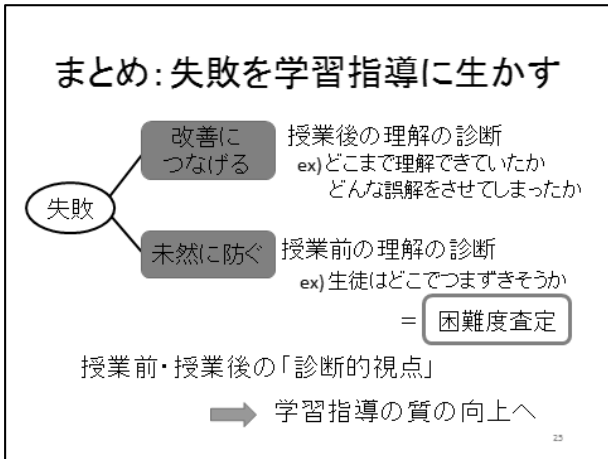 まとめ：失敗を学習指導に生かす
改善に
つなげる
授業後の理解の診断
ex)どこまで理解できていたか
どんな誤解をさせてしまったか
失敗
未然に防ぐ
授業前の理解の診断
ex)生徒はどこでつまずきそうか
＝ 困難度査定
授業前・授業後の「診断的視点」
学習指導の質の向上へ
25